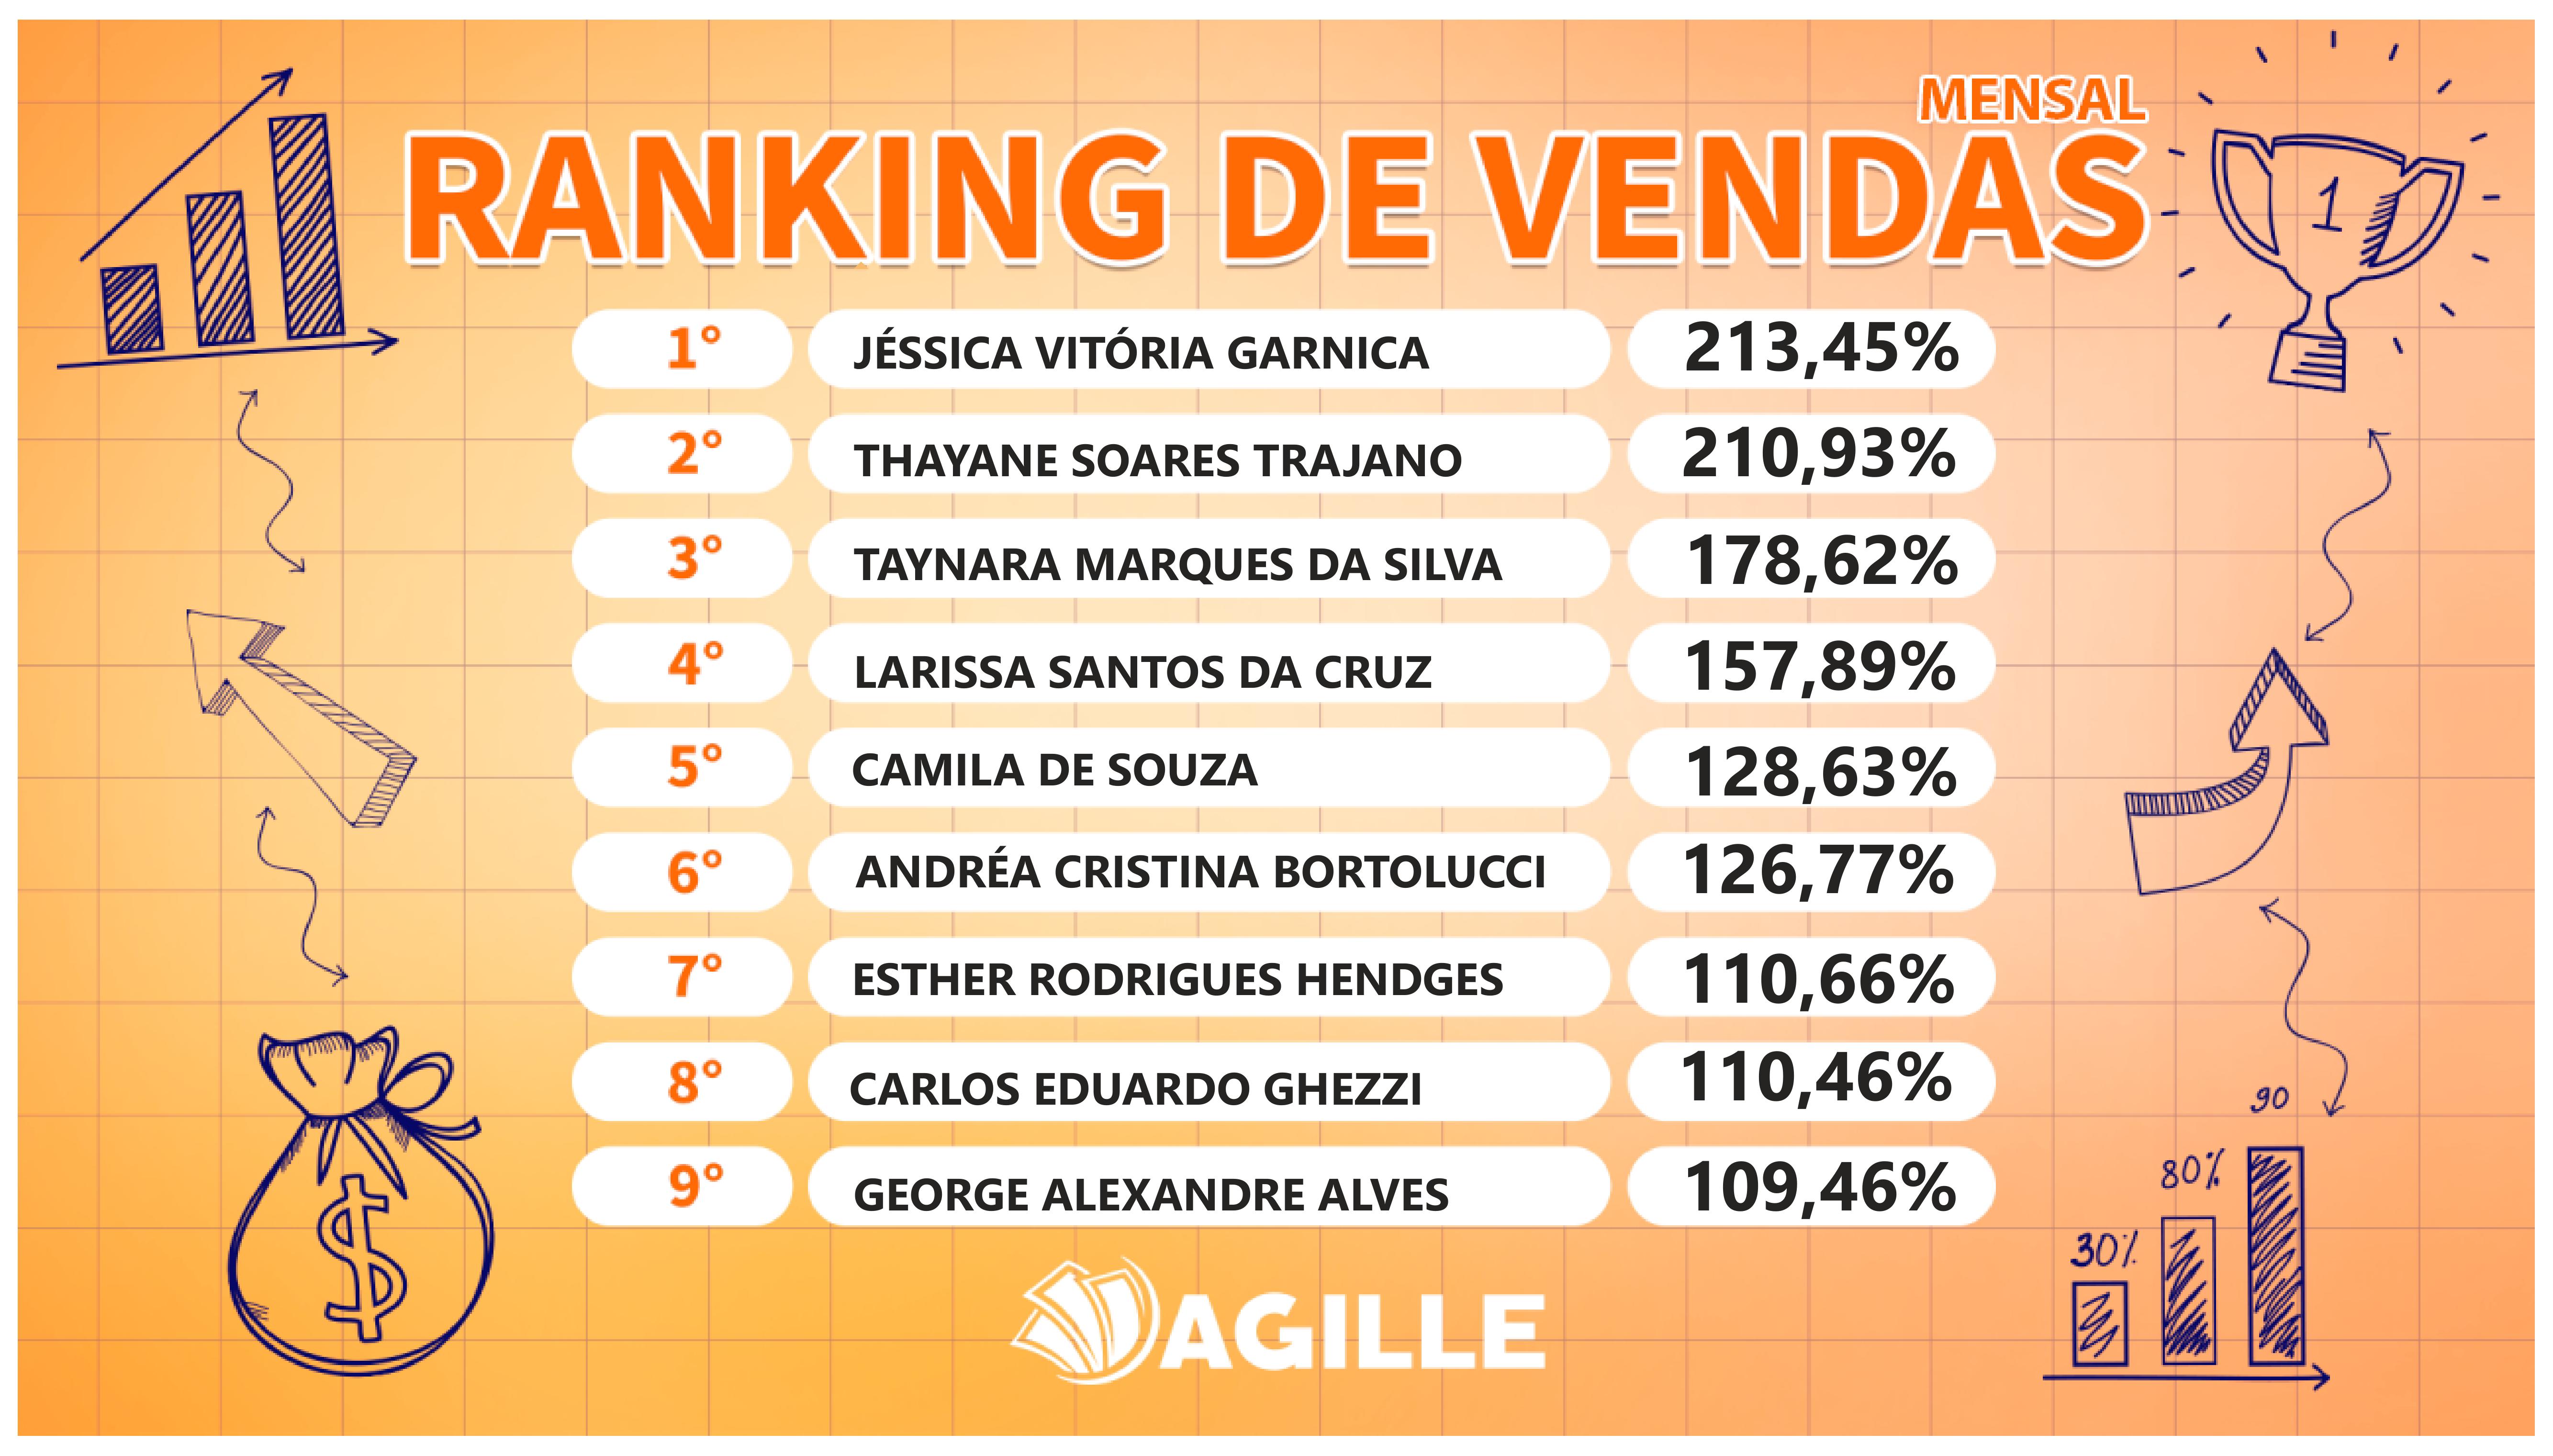 MENSAL
RANKING DE VENDAS
1
1° JÉSSICA VITÓRIA GARNICA 213,45%
2° THAYANE SOARES TRAJANO 210,93%
3° TAYNARA MARQUES DA SILVA 178,62%
4° LARISSA SANTOS DA CRUZ 157,89%
5° CAMILA DE SOUZA 128,63%
6° ANDRÉA CRISTINA BORTOLUCCI 126,77%
7° ESTHER RODRIGUES HENDGES 110,66%
8° CARLOS EDUARDO GHEZZI 110,46%
9° GEORGE ALEXANDRE ALVES 109,46%
$
30%
80%
90
AGILLE